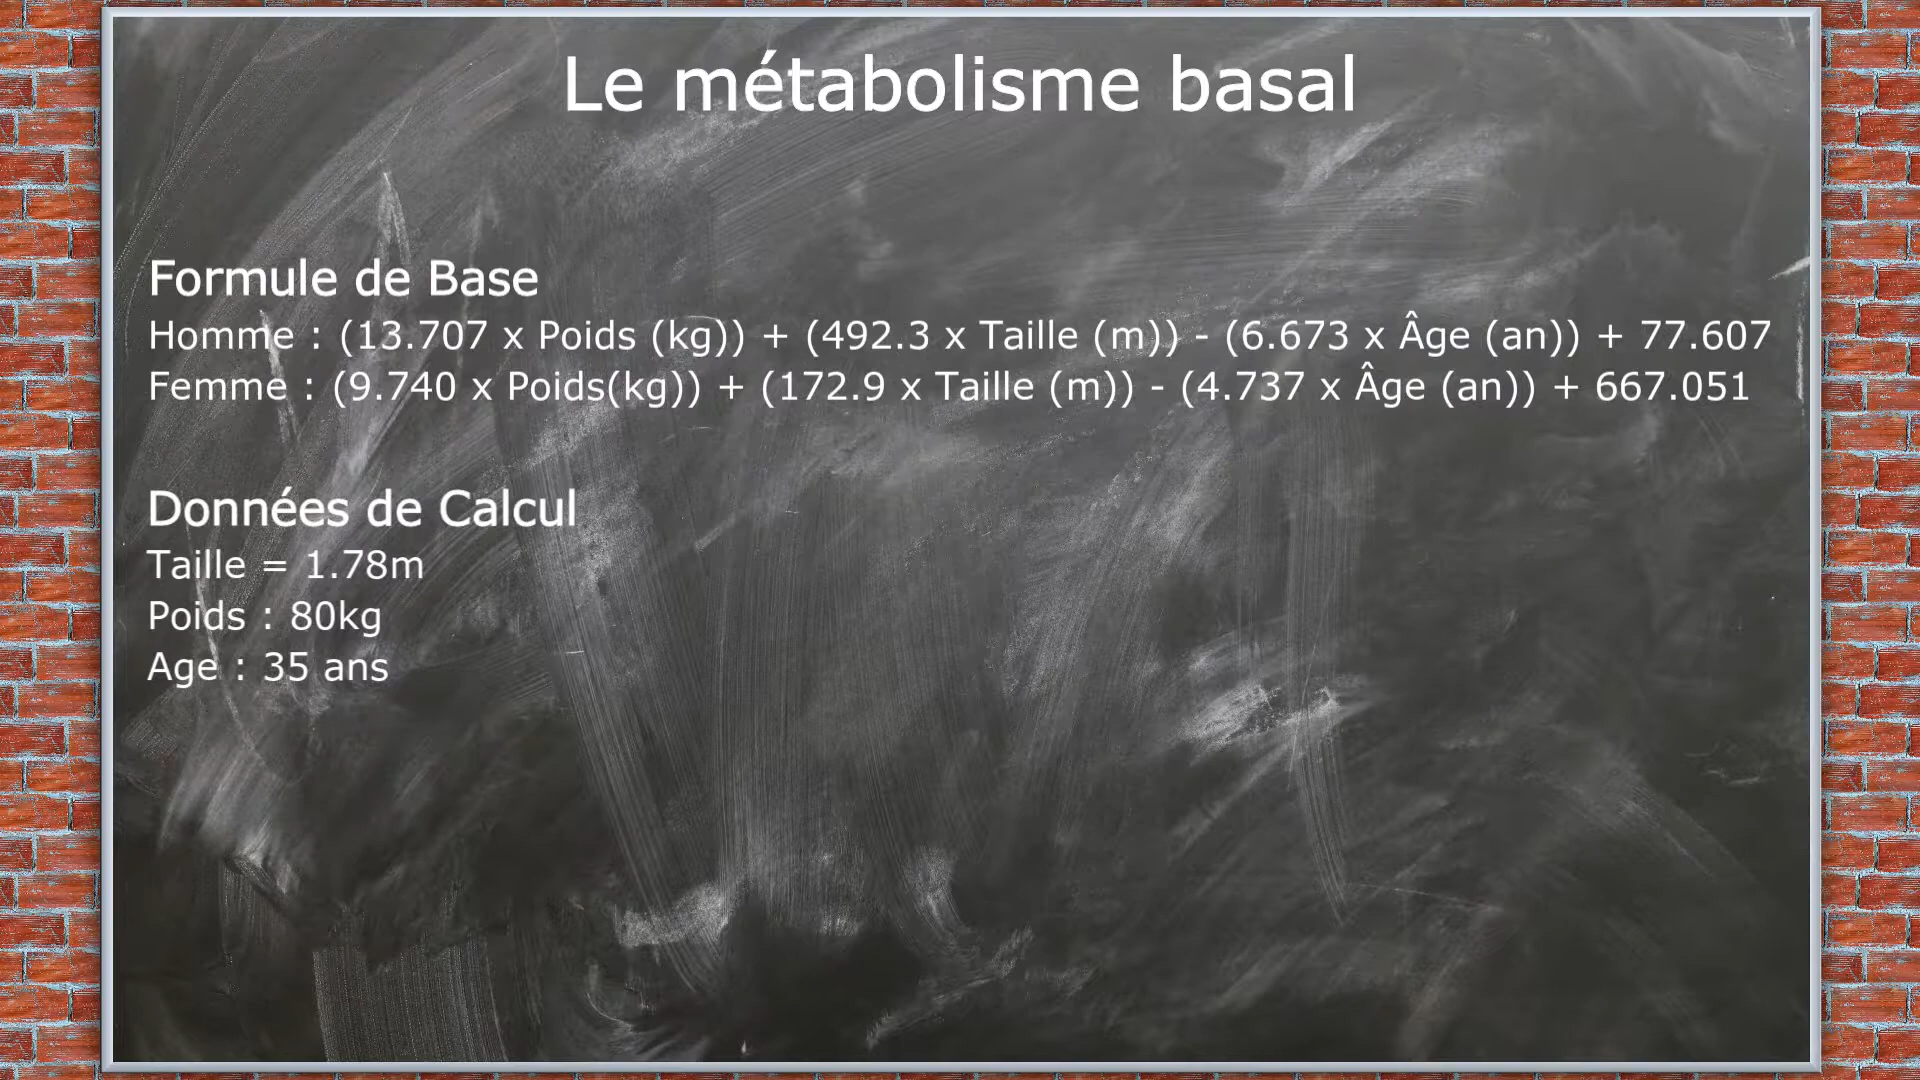 Le métabolisme basal
Formule de Base
Homme : (13.707 x Poids (kg)) + (492.3 x Taille (m)) - (6.673 x Âge (an)) + 77.607
Femme : (9.740 x Poids(kg)) + (172.9 x Taille (m)) - (4.737 x Âge (an)) + 667.051
Données de Calcul
Taille = 1.78m
Poids : 80kg
Age : 35 ans